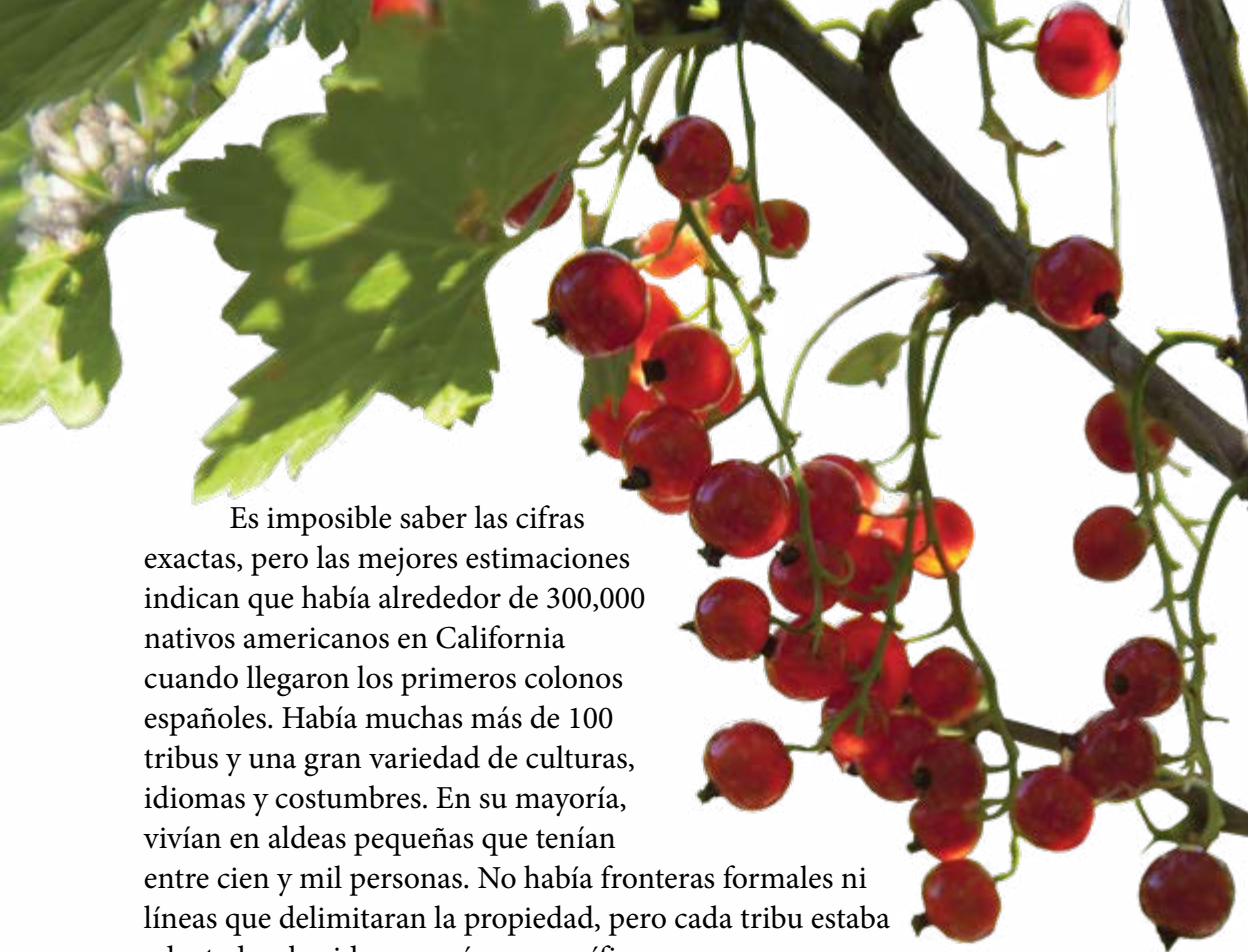 Es imposible saber las cifras
exactas, pero las mejores estimaciones
indican que había alrededor de 300,000
nativos americanos en California
cuando llegaron los primeros colonos
españoles. Había muchas más de 100
tribus y una gran variedad de culturas,
idiomas y costumbres. En su mayoría,
vivían en aldeas pequeñas que tenían
entre cien y mil personas. No había fronteras formales ni
líneas que delimitaran la propiedad, pero cada tribu estaba